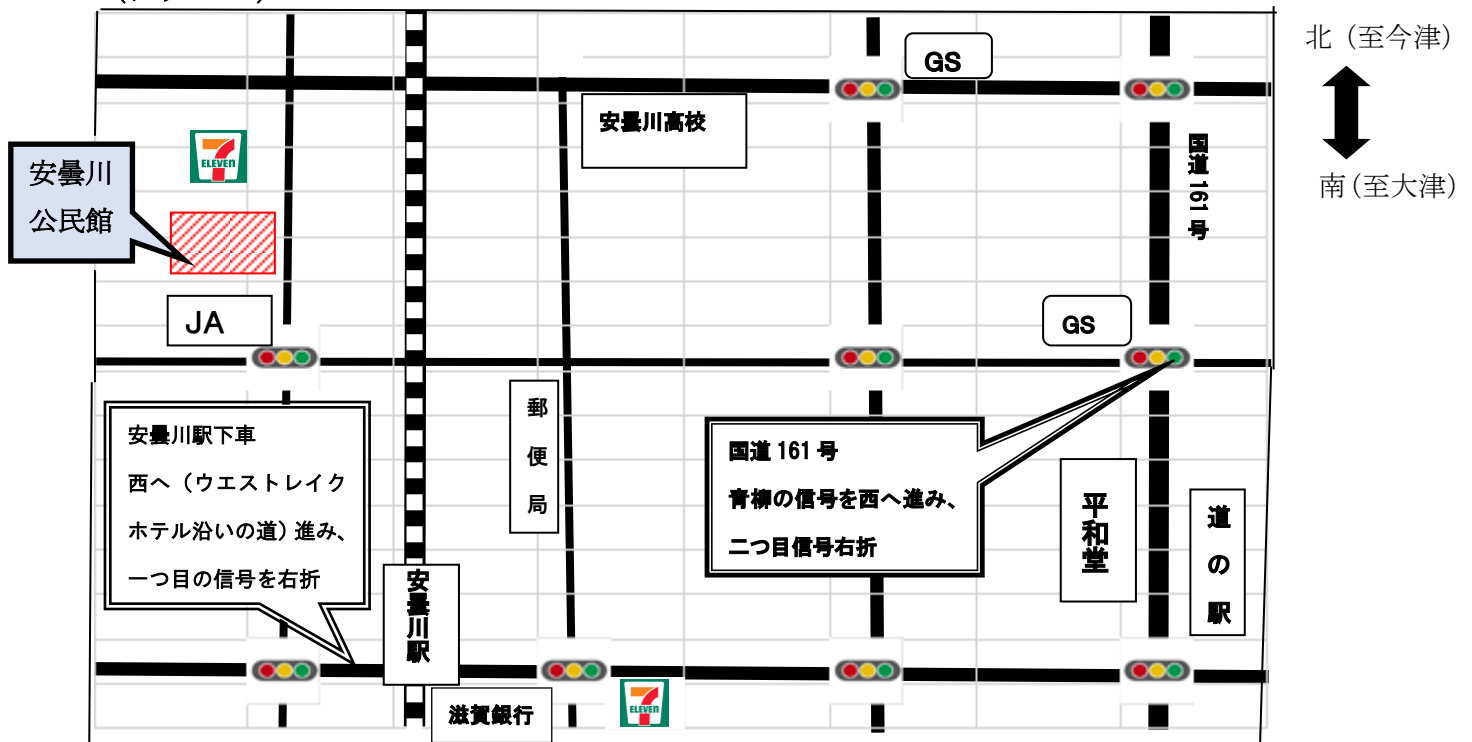 北（至今津）
GS
安曇川高校
国道161号
ELEVEN
安曇川
公民館
南（至大津）
JA
GS
郵便局
安曇川駅下車
西へ（ウエストレイク
ホテル沿いの道）進み、
一つ目の信号を右折
国道 161 号
青柳の信号を西へ進み、
二つ目信号右折
平和堂
道の駅
安曇川駅
滋賀銀行
ELEVEN